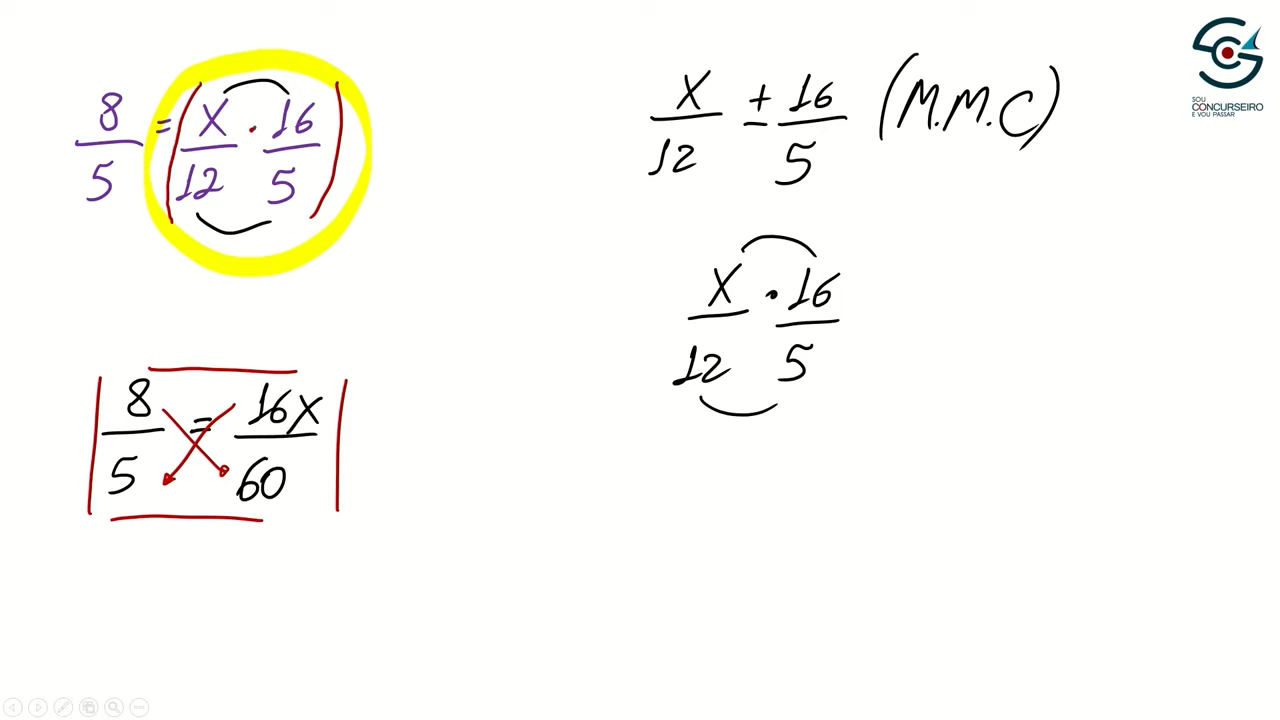 8/5 = (X/12 . 16/5)
8/5 = 16X/60
X/12 ± 16/5 (M.M.C)
X/12 • 16/5
SOU
CONCURSEIRO
E VOU PASSAR